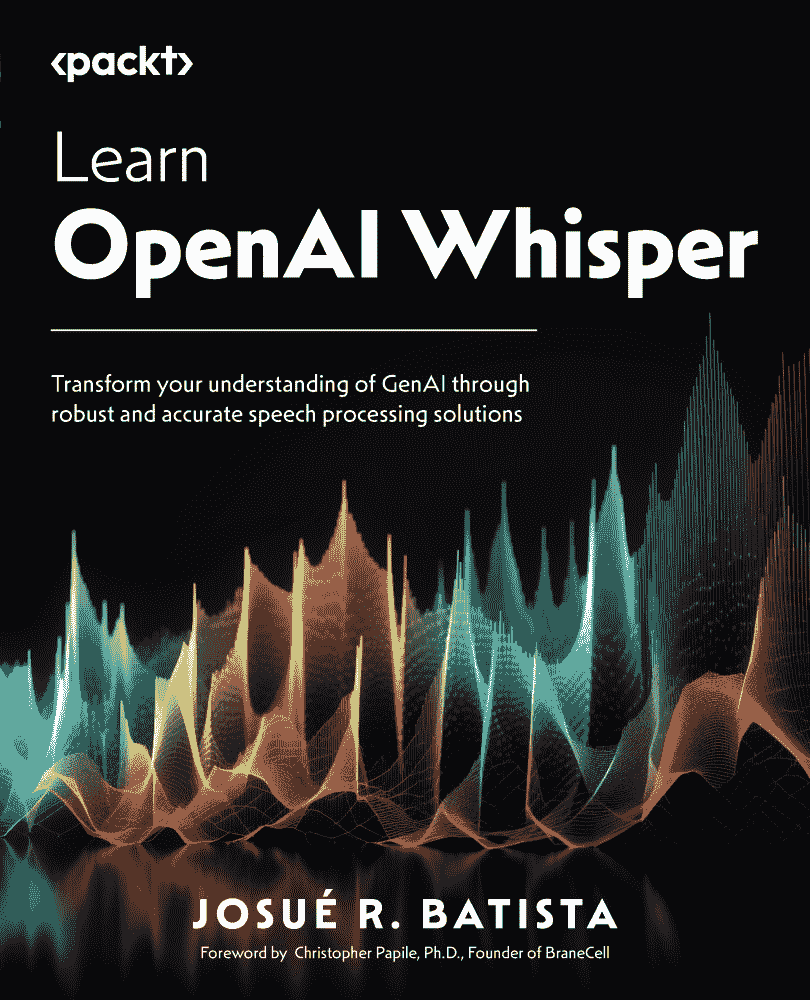 <packt>
Learn
OpenAI Whisper
Transform your understanding of GenAI through
robust and accurate speech processing solutions
JOSUÉ R. BATISTA
Foreword by Christopher Papile, Ph.D., Founder of BraneCell